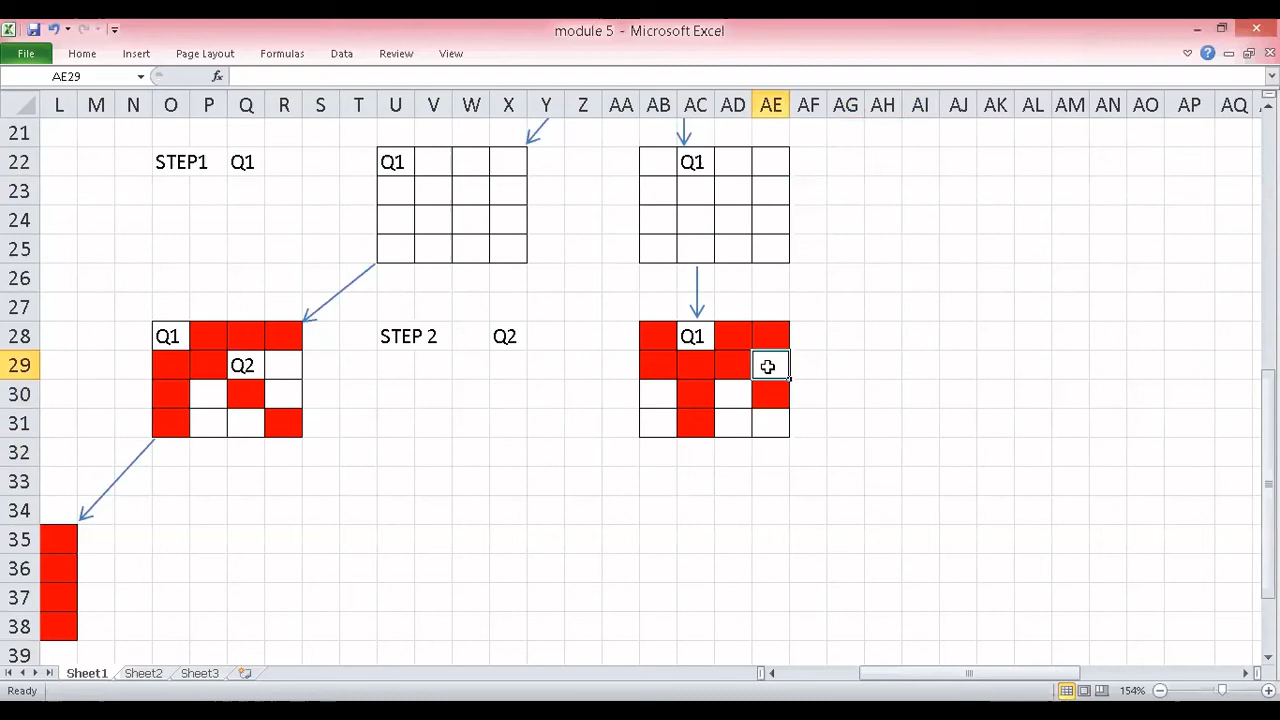 module 5 - Microsoft Excel
File Home Insert Page Layout Formulas Data Review View
AE29 fx
L M N O P Q R S T U V W X Y Z AA AB AC AD AE AF AG AH AI AJ AK AL AM AN AO AP AQ
21
22 STEP1 Q1 Q1 Q1
23
24
25
26
27
28 Q1 STEP 2 Q2 Q1
29 Q2
30
31
32
33
34
35
36
37
38
39
Sheet1 Sheet2 Sheet3
Ready 154%